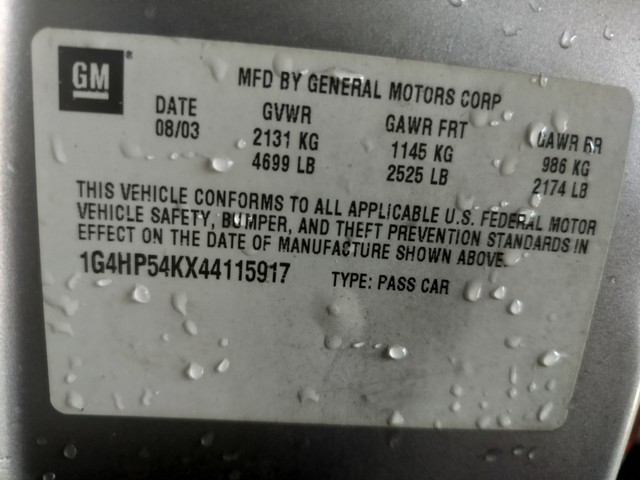 GM
MFD BY GENERAL MOTORS CORP
DATE GVWR GAWR FRT GAWR RR
08/03 2131 KG 1145 KG 986 KG
4699 LB 2525 LB 2174 LB
THIS VEHICLE CONFORMS TO ALL APPLICABLE U.S. FEDERAL MOTOR
VEHICLE SAFETY, BUMPER, AND THEFT PREVENTION STANDARDS IN
EFFECT ON THE DATE OF MANUFACTURE SHOWN ABOVE.
1G4HP54KX44115917 TYPE: PASS CAR